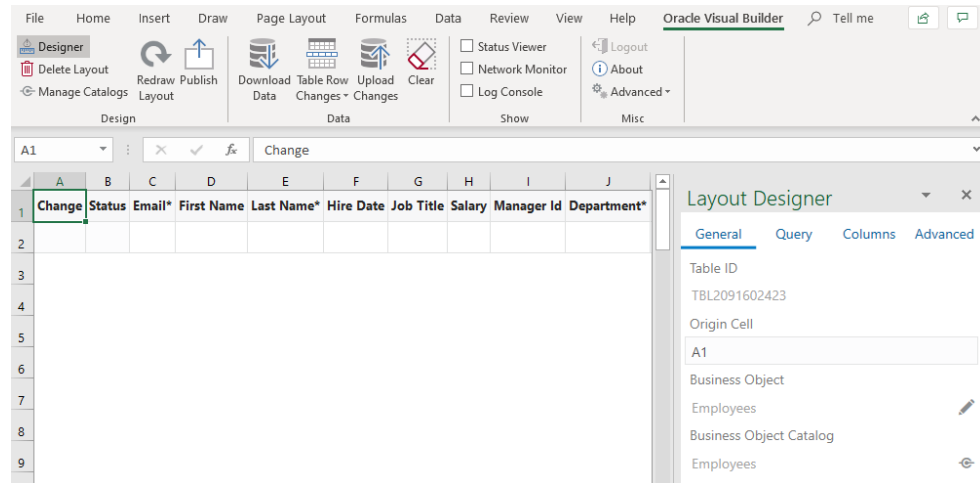 File Home Insert Draw Page Layout Formulas Data Review View Help Oracle Visual Builder Tell me
Designer
Delete Layout
Manage Catalogs
Redraw Layout
Publish
Design
Download Data
Table Row Changes
Upload Changes
Clear
Data
Status Viewer
Network Monitor
Log Console
Show
Logout
About
Advanced
Misc
A1 fx Change
A B C D E F G H I J
1 Change Status Email* First Name Last Name* Hire Date Job Title Salary Manager Id Department*
2
3
4
5
6
7
8
9
Layout Designer
General Query Columns Advanced
Table ID
TBL2091602423
Origin Cell
A1
Business Object
Employees
Business Object Catalog
Employees